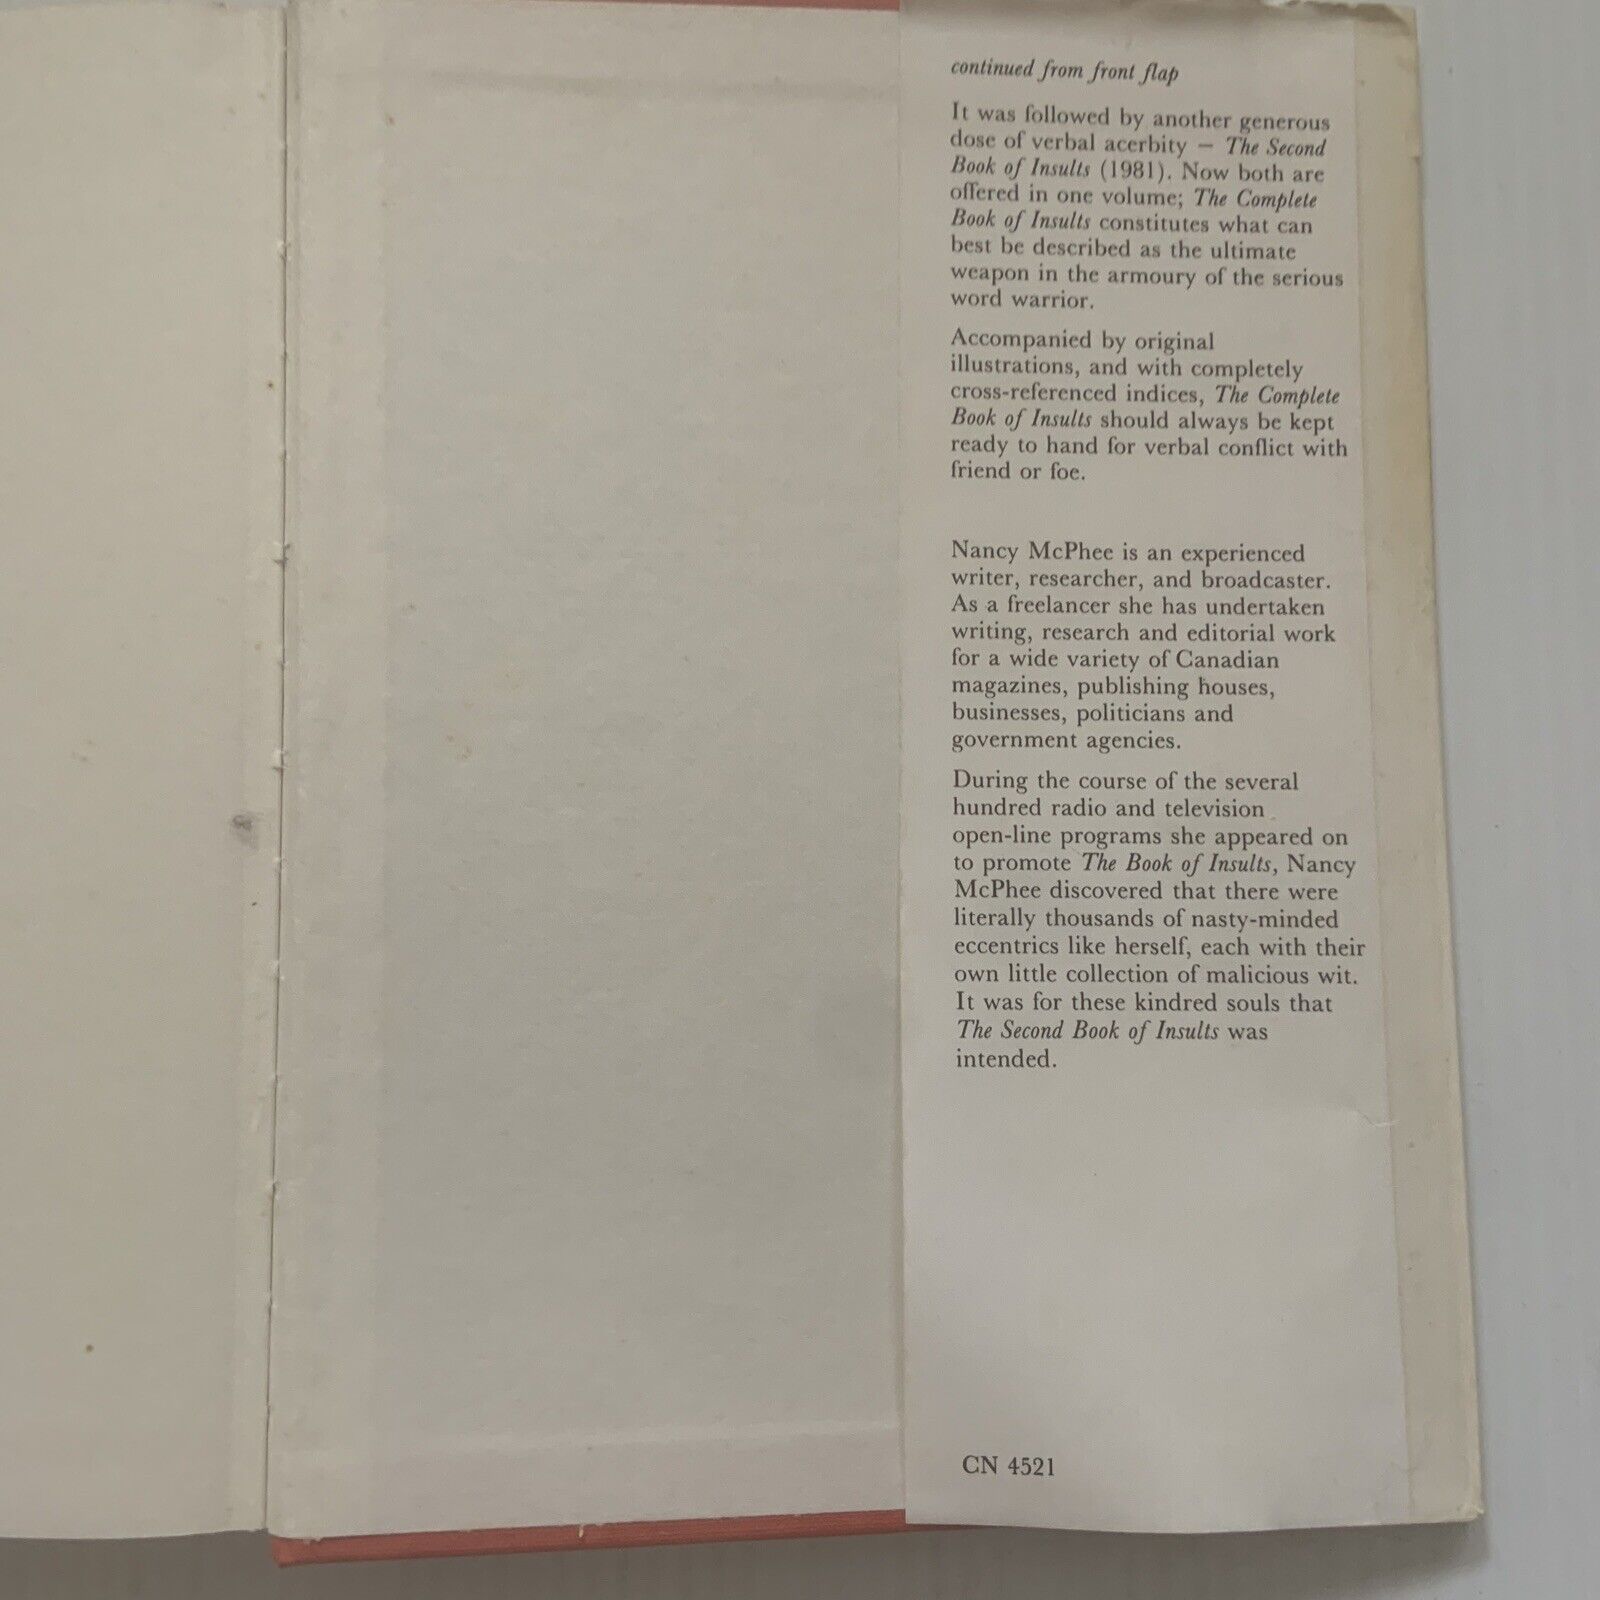 continued from front flap
It was followed by another generous
dose of verbal acerbity — The Second
Book of Insults (1981). Now both are
offered in one volume; The Complete
Book of Insults constitutes what can
best be described as the ultimate
weapon in the armoury of the serious
word warrior.
Accompanied by original
illustrations, and with completely
cross-referenced indices, The Complete
Book of Insults should always be kept
ready to hand for verbal conflict with
friend or foe.
Nancy McPhee is an experienced
writer, researcher, and broadcaster.
As a freelancer she has undertaken
writing, research and editorial work
for a wide variety of Canadian
magazines, publishing houses,
businesses, politicians and
government agencies.
During the course of the several
hundred radio and television
open-line programs she appeared on
to promote The Book of Insults, Nancy
McPhee discovered that there were
literally thousands of nasty-minded
eccentrics like herself, each with their
own little collection of malicious wit.
It was for these kindred souls that
The Second Book of Insults was
intended.
CN 4521